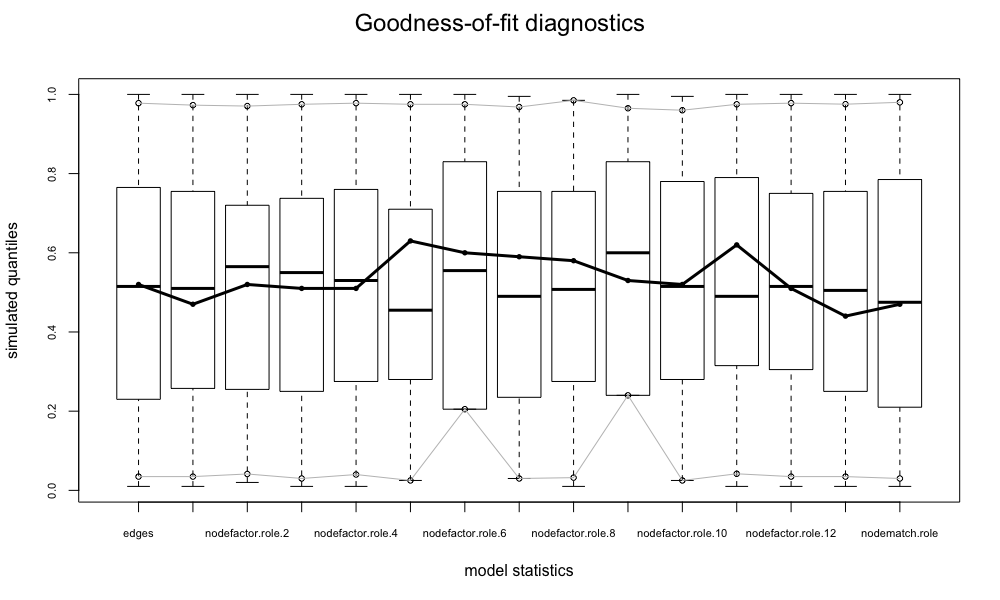 Goodness-of-fit diagnostics
simulated quantiles
1.0
0.8
0.6
0.4
0.2
0.0
edges nodefactor.role.2 nodefactor.role.4 nodefactor.role.6 nodefactor.role.8 nodefactor.role.10 nodefactor.role.12 nodematch.role
model statistics